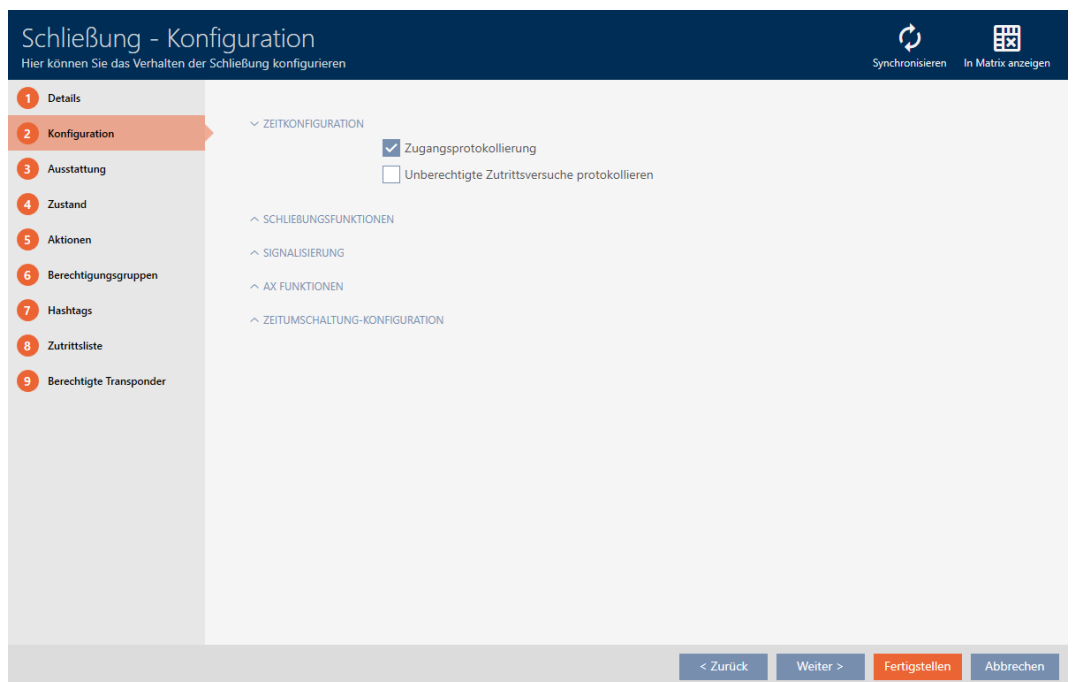 Schließung - Konfiguration
Hier können Sie das Verhalten der Schließung konfigurieren
Synchronisieren
In Matrix anzeigen
1 Details
2 Konfiguration
3 Ausstattung
4 Zustand
5 Aktionen
6 Berechtigungsgruppen
7 Hashtags
8 Zutrittsliste
9 Berechtigte Transponder
ZEITKONFIGURATION
Zugangsprotokollierung
Unberechtigte Zutrittsversuche protokollieren
SCHLIEßUNGSFUNKTIONEN
SIGNALISIERUNG
AX FUNKTIONEN
ZEITUMSCHALTUNG-KONFIGURATION
< Zurück
Weiter >
Fertigstellen
Abbrechen